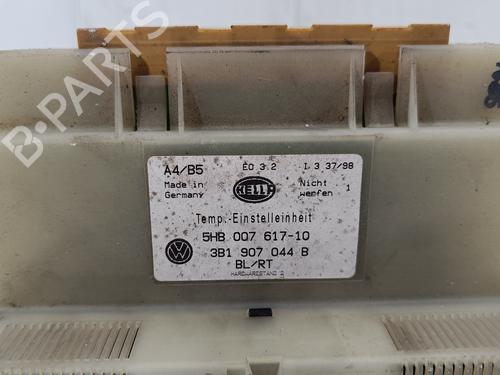 A4/B5 EO 3.2 I 3 37/98
Made in Germany
HELLA
Nicht werfen 1
Temp.-Einstelleinheit
5HB 007 617-10
3B1 907 044 B
BL/RT
HARDWARESTAND
B-PARTS